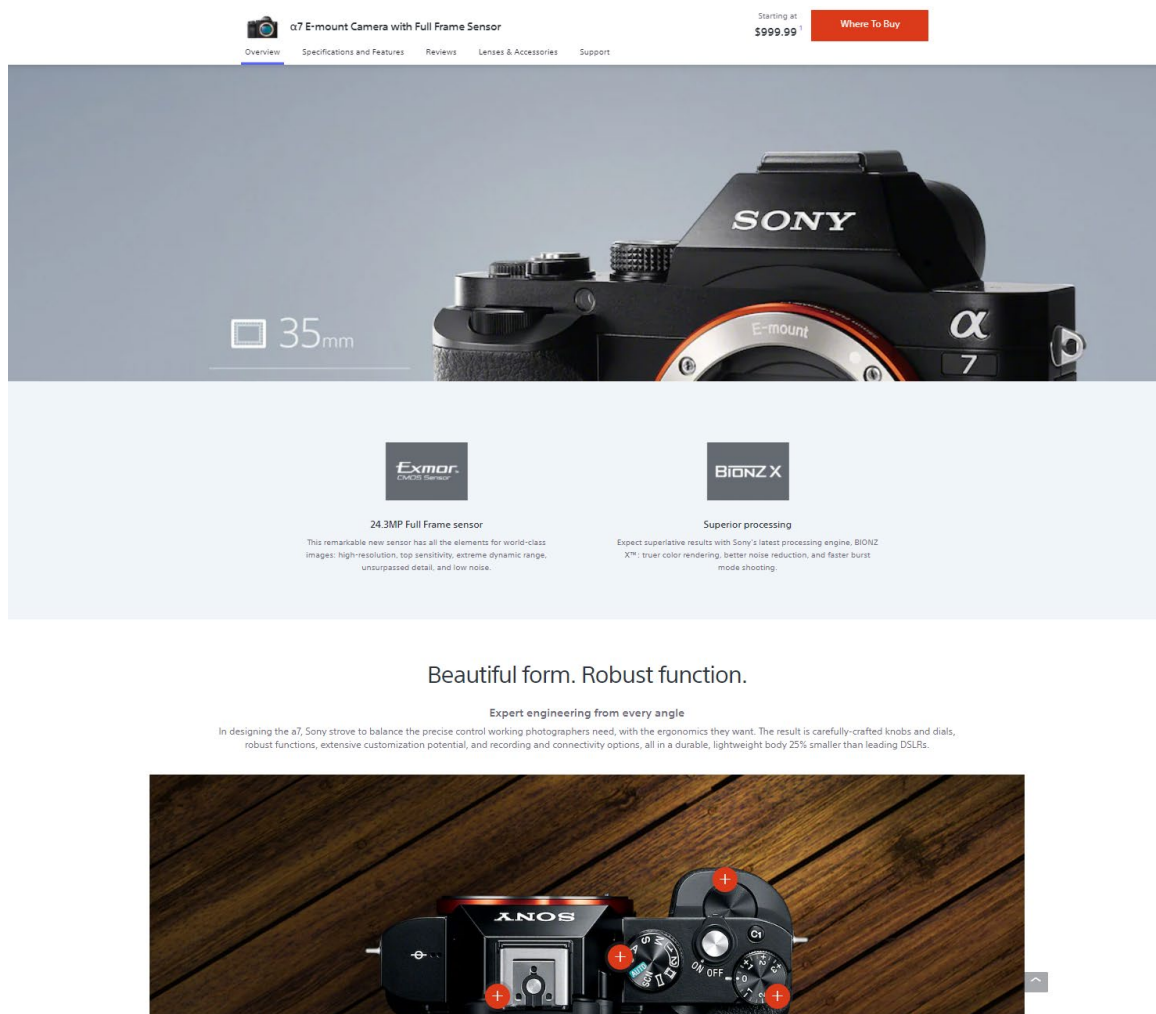 α7 E-mount Camera with Full Frame Sensor
Starting at
$999.99 1
Where To Buy
Overview
Specifications and Features
Reviews
Lenses & Accessories
Support
SONY
E-mount
α
7
35mm
Exmor
CMOS Sensor
BIONZ X
24.3MP Full Frame sensor
This remarkable new sensor has all the elements for world-class
images: high-resolution, top sensitivity, extreme dynamic range,
unsurpassed detail, and low noise.
Superior processing
Expect superlative results with Sony's latest processing engine, BIONZ
X™: truer color rendering, better noise reduction, and faster burst
mode shooting.
Beautiful form. Robust function.
Expert engineering from every angle
In designing the a7, Sony strove to balance the precise control working photographers need, with the ergonomics they want. The result is carefully-crafted knobs and dials,
robust functions, extensive customization potential, and recording and connectivity options, all in a durable, lightweight body 25% smaller than leading DSLRs.
SONY
C1
ON OFF
AUTO
SCN